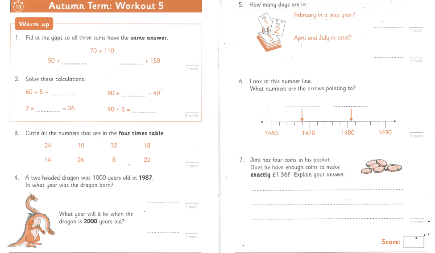 10
Autumn Term: Workout 5
Warm up
1. Fill in the gaps so all three sums have the same answer.
70 + 110
50 + ______ ______ + 150
2. Solve these calculations.
60 + 5 = ______ 80 ÷ ______ = 40
2 × ______ = 36 90 ÷ 3 = ______
3. Circle all the numbers that are in the four times table
24 10 32 18
14 26 8 22
4. A two-headed dragon was 1000 years old in 1987.
In what year was the dragon born?
What year will it be when the
dragon is 2000 years old?
5. How many days are in:
February in a leap year?
April and July in total?
6. Look at this number line.
What numbers are the arrows pointing to?
1460 1470 1480 1490
7. Jim has four coins in his pocket.
Does he have enough coins to make
exactly £1.36? Explain your answer.
Score: